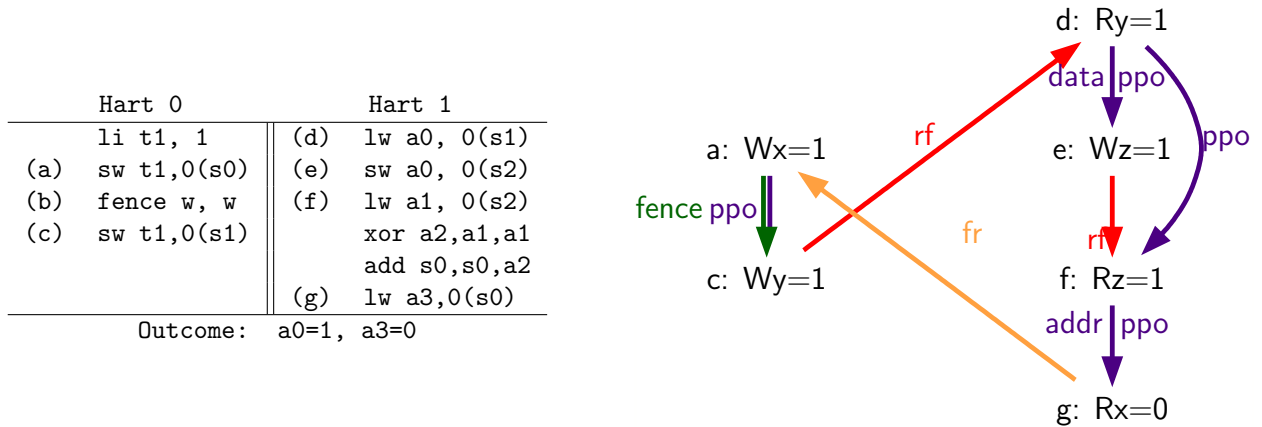 Hart 0 Hart 1
li t1, 1 (d) lw a0, 0(s1)
(a) sw t1,0(s0) (e) sw a0, 0(s2)
(b) fence w, w (f) lw a1, 0(s2)
(c) sw t1,0(s1) xor a2,a1,a1
add s0,s0,a2
(g) lw a3,0(s0)
Outcome: a0=1, a3=0
d: Ry=1
data ppo
rf
ppo
a: Wx=1
e: Wz=1
fence ppo
fr
rf
c: Wy=1
f: Rz=1
addr ppo
g: Rx=0